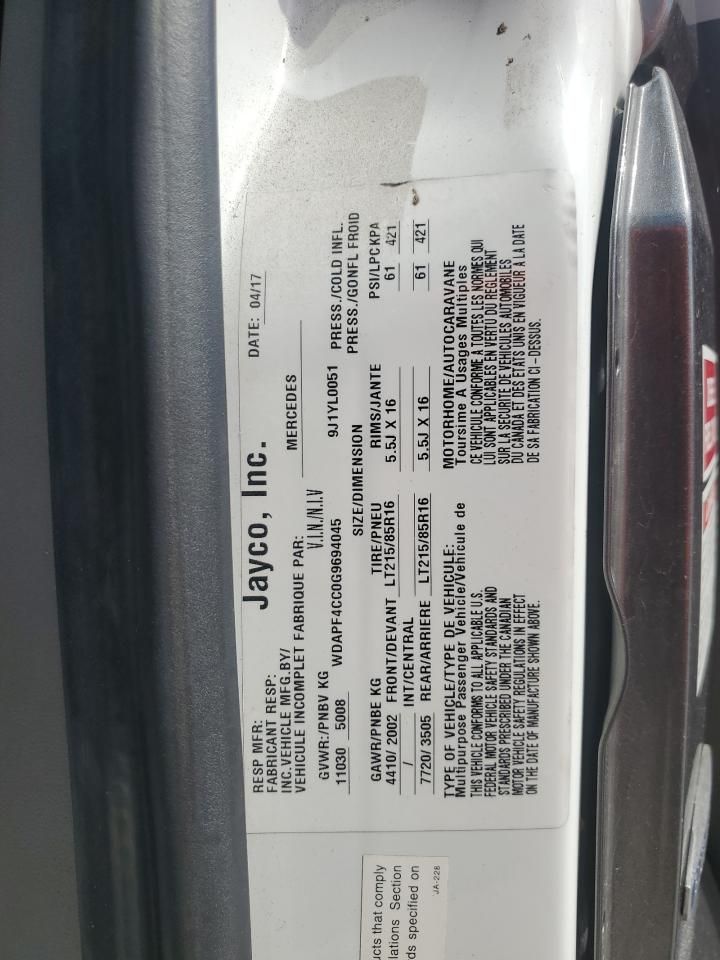 RESP MFR: Jayco, Inc. DATE: 04/17
FABRICANT RESP:
INC.VEHICLE MFG.BY/
VEHICULE INCOMPLET FABRIQUE PAR: MERCEDES
V.I.N./N.I.V
GVWR:/PNBV KG
11030 5008 WDAPF4CC0G9694045 9J1YL0051 PRESS./COLD INFL.
SIZE/DIMENSION PRESS./GONFL FROID
GAWR/PNBE KG TIRE/PNEU RIMS/JANTE PSI/LPCKPA
4410/ 2002 FRONT/DEVANT LT215/85R16 5.5J X 16 61 421
/ INT/CENTRAL
7720/ 3505 REAR/ARRIERE LT215/85R16 5.5J X 16 61 421
TYPE OF VEHICLE/TYPE DE VEHICULE: MOTORHOME/AUTOCARAVANE
Multipurpose Passenger Vehicle/Vehicule de Toursime A Usages Multiples
THIS VEHICLE CONFORMS TO ALL APPLICABLE U.S.
FEDERAL MOTOR VEHICLE SAFETY STANDARDS AND
STANDARDS PRESCRIBED UNDER THE CANADIAN
MOTOR VEHICLE SAFETY REGULATIONS IN EFFECT
ON THE DATE OF MANUFACTURE SHOWN ABOVE.
CE VEHICULE CONFORME A TOUTES LES NORMES QUI
LUI SONT APPLICABLES EN VERTU DU REGLEMENT
SUR LA SECURITE DE VEHICULES AUTOMOBILES
DU CANADA ET DES ETATS UNITS EN VIGUEUR A LA DATE
DE SA FABRICATION CI-DESSUS.
ucts that comply
lations Section
ds specified on
JA-228